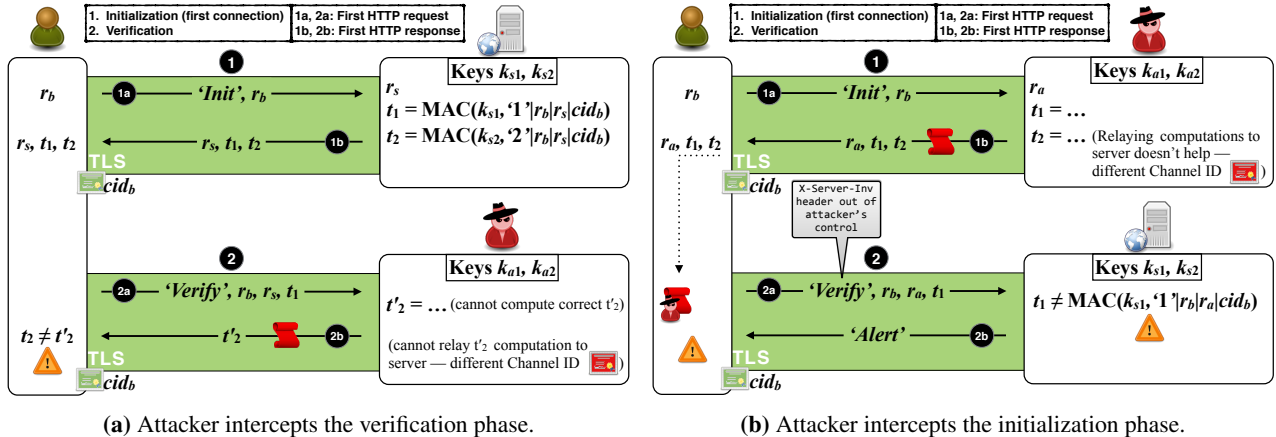 1. Initialization (first connection)
2. Verification
1a, 2a: First HTTP request
1b, 2b: First HTTP response
1
Keys k_s1, k_s2
r_b
1a
'Init', r_b
r_s
t_1 = MAC(k_s1,'1'|r_b|r_s|cid_b)
t_2 = MAC(k_s2,'2'|r_b|r_s|cid_b)
r_s, t_1, t_2
r_s, t_1, t_2
1b
TLS
cid_b
2
Keys k_a1, k_a2
2a
'Verify', r_b, r_s, t_1
t'_2 = ... (cannot compute correct t'_2)
t_2 ≠ t'_2
t'_2
2b
(cannot relay t'_2 computation to
server — different Channel ID
)
TLS
cid_b
(a) Attacker intercepts the verification phase.
1. Initialization (first connection)
2. Verification
1a, 2a: First HTTP request
1b, 2b: First HTTP response
1
Keys k_a1, k_a2
r_b
1a
'Init', r_b
r_a
t_1 = ...
t_2 = ... (Relaying computations to
server doesn't help —
different Channel ID
)
r_a, t_1, t_2
r_a, t_1, t_2
1b
TLS
cid_b
X-Server-Inv
header out of
attacker's
control
2
Keys k_s1, k_s2
2a
'Verify', r_b, r_a, t_1
t_1 ≠ MAC(k_s1,'1'|r_b|r_a|cid_b)
'Alert'
2b
TLS
cid_b
(b) Attacker intercepts the initialization phase.